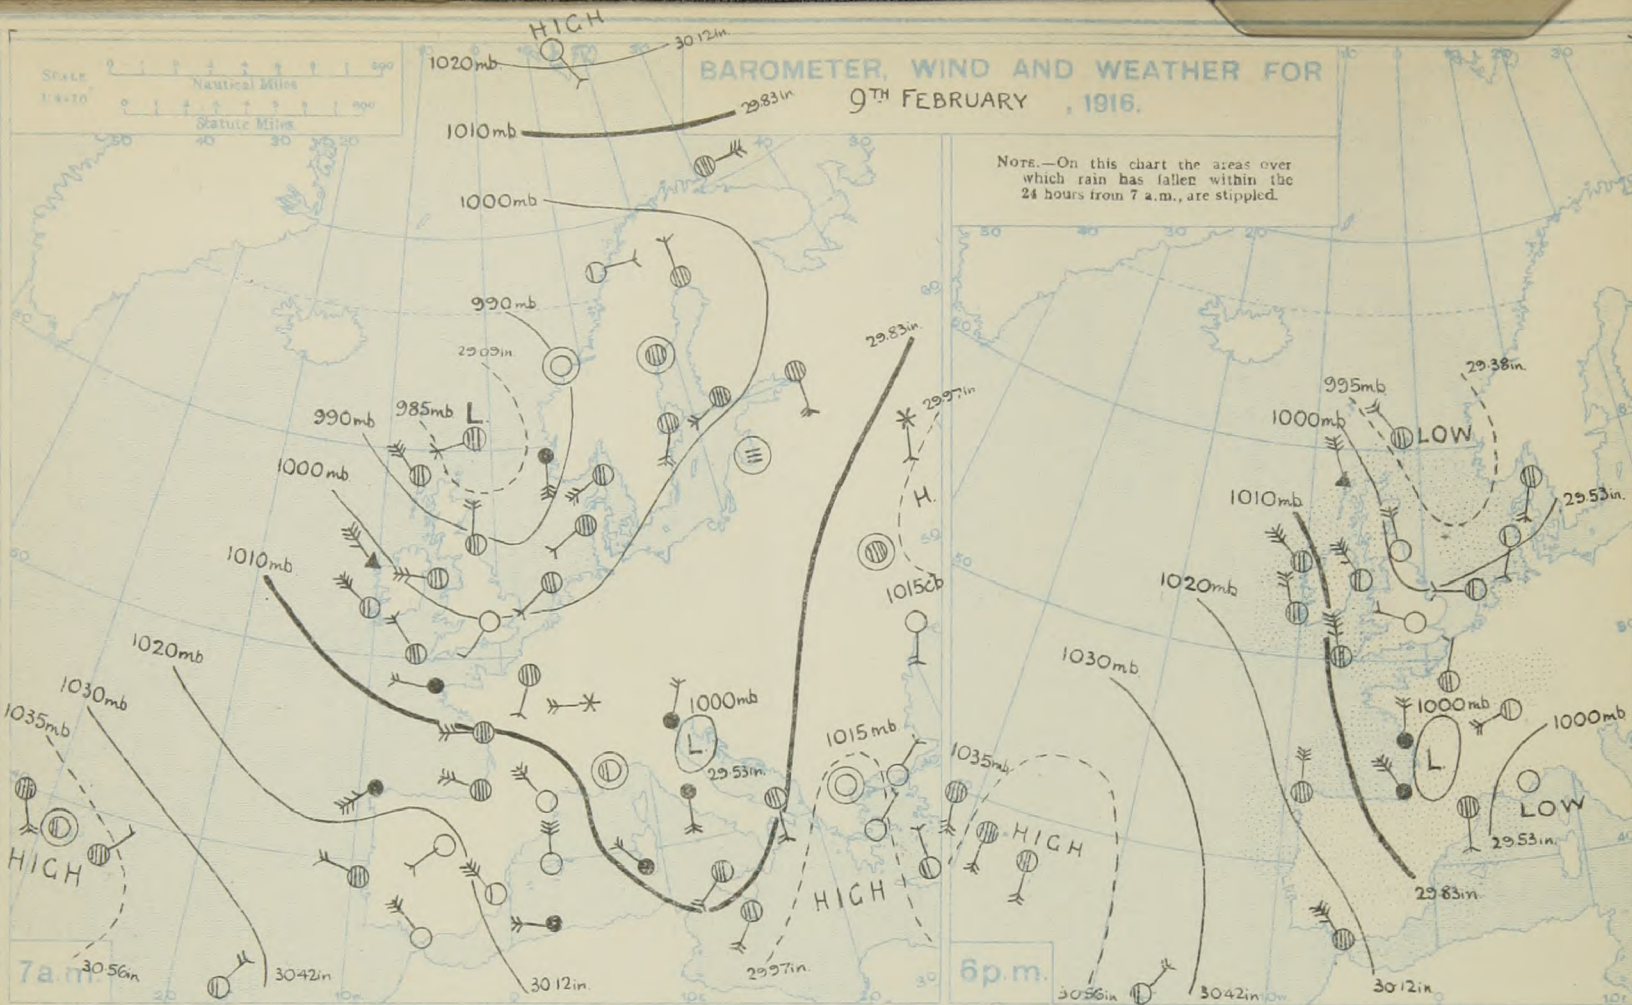 HIGH
1020mb
30·12in.
SCALE
Nautical Miles
Statute Miles
BAROMETER, WIND AND WEATHER FOR
9TH FEBRUARY , 1916.
1010mb
29.83in
NOTE.—On this chart the areas over
which rain has fallen within the
24 hours from 7 a.m., are stippled.
1000mb
990mb
29·09in.
29.83in.
990mb
985mb
L.
29·97in
1000mb
H.
1010mb
1015cb
1020mb
1030mb
1035mb
1000mb
L.
29·53in.
1015mb
HIGH
HIGH
7a.m.
30·56in
30·42in
30·12in.
29·97in.
29·38in.
995mb
1000mb
LOW
1010mb
29·53in.
1020mb
1030mb
1035mb
1000mb
L.
1000mb
HIGH
LOW
29·53in.
29·83in.
6p.m.
30·56in
30·42in
30·12in.